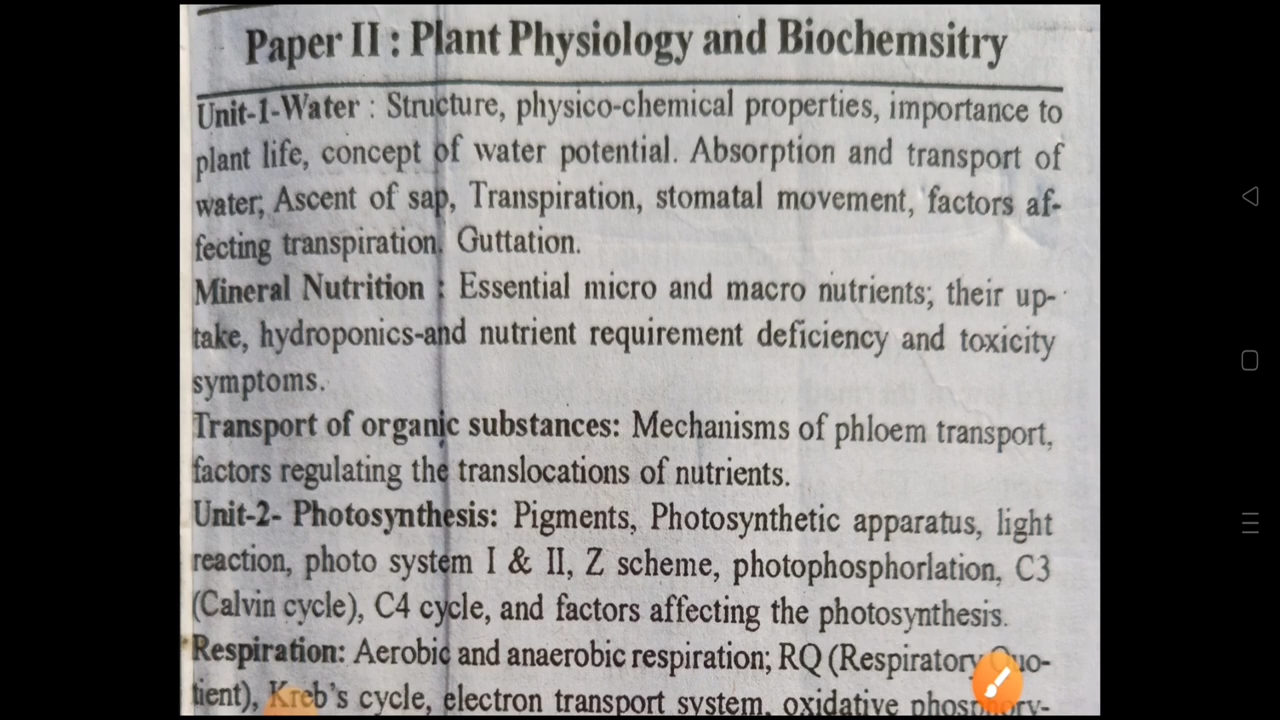 Paper II : Plant Physiology and Biochemsitry
Unit-1-Water : Structure, physico-chemical properties, importance to
plant life, concept of water potential. Absorption and transport of
water; Ascent of sap, Transpiration, stomatal movement, factors af-
fecting transpiration. Guttation.
Mineral Nutrition : Essential micro and macro nutrients; their up-
take, hydroponics-and nutrient requirement deficiency and toxicity
symptoms.
Transport of organic substances: Mechanisms of phloem transport,
factors regulating the translocations of nutrients.
Unit-2- Photosynthesis: Pigments, Photosynthetic apparatus, light
reaction, photo system I & II, Z scheme, photophosphorlation, C3
(Calvin cycle), C4 cycle, and factors affecting the photosynthesis.
Respiration: Aerobic and anaerobic respiration; RQ (Respiratory Quo-
tient), Kreb's cycle, electron transport system, oxidative phosphory-